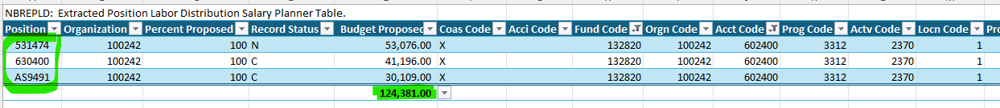 NBREPLD: Extracted Position Labor Distribution Salary Planner Table.
Position Organization Percent Proposed Record Status Budget Proposed Coas Code Acci Code Fund Code Orgn Code Acct Code Prog Code Actv Code Locn Code Pro
531474 100242 100 N 53,076.00 X 132820 100242 602400 3312 2370 1
630400 100242 100 C 41,196.00 X 132820 100242 602400 3312 2370 1
AS9491 100242 100 C 30,109.00 X 132820 100242 602400 3312 2370 1
124,381.00